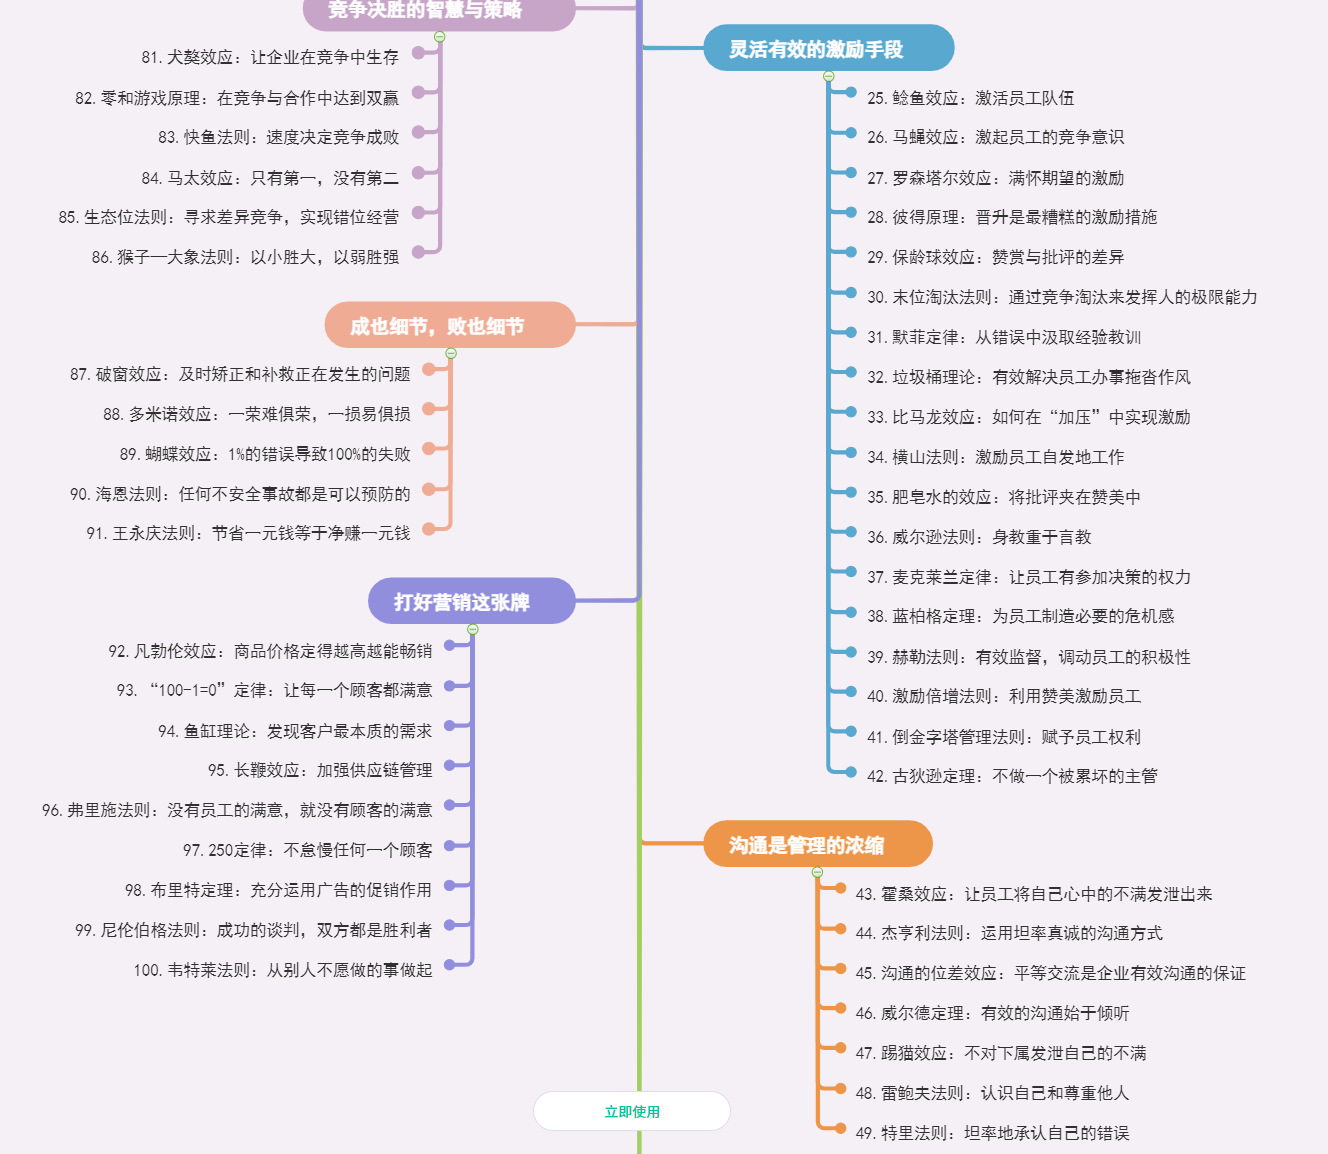 竞争决胜的智慧与策略
81. 犬獒效应：让企业在竞争中生存
82. 零和游戏原理：在竞争与合作中达到双赢
83. 快鱼法则：速度决定竞争成败
84. 马太效应：只有第一，没有第二
85. 生态位法则：寻求差异竞争，实现错位经营
86. 猴子—大象法则：以小胜大，以弱胜强
成也细节，败也细节
87. 破窗效应：及时矫正和补救正在发生的问题
88. 多米诺效应：一荣难俱荣，一损易俱损
89. 蝴蝶效应：1%的错误导致100%的失败
90. 海恩法则：任何不安全事故都是可以预防的
91. 王永庆法则：节省一元钱等于净赚一元钱
打好营销这张牌
92. 凡勃伦效应：商品价格定得越高越能畅销
93. “100-1=0”定律：让每一个顾客都满意
94. 鱼缸理论：发现客户最本质的需求
95. 长鞭效应：加强供应链管理
96. 弗里施法则：没有员工的满意，就没有顾客的满意
97. 250定律：不怠慢任何一个顾客
98. 布里特定理：充分运用广告的促销作用
99. 尼伦伯格法则：成功的谈判，双方都是胜利者
100. 韦特莱法则：从别人不愿做的事做起
灵活有效的激励手段
25. 鲶鱼效应：激活员工队伍
26. 马蝇效应：激起员工的竞争意识
27. 罗森塔尔效应：满怀期望的激励
28. 彼得原理：晋升是最糟糕的激励措施
29. 保龄球效应：赞赏与批评的差异
30. 末位淘汰法则：通过竞争淘汰来发挥人的极限能力
31. 默菲定律：从错误中汲取经验教训
32. 垃圾桶理论：有效解决员工办事拖沓作风
33. 比马龙效应：如何在“加压”中实现激励
34. 横山法则：激励员工自发地工作
35. 肥皂水的效应：将批评夹在赞美中
36. 威尔逊法则：身教重于言教
37. 麦克莱兰定律：让员工有参加决策的权力
38. 蓝柏格定理：为员工制造必要的危机感
39. 赫勒法则：有效监督，调动员工的积极性
40. 激励倍增法则：利用赞美激励员工
41. 倒金字塔管理法则：赋予员工权利
42. 古狄逊定理：不做一个被累坏的主管
沟通是管理的浓缩
43. 霍桑效应：让员工将自己心中的不满发泄出来
44. 杰亨利法则：运用坦率真诚的沟通方式
45. 沟通的位差效应：平等交流是企业有效沟通的保证
46. 威尔德定理：有效的沟通始于倾听
47. 踢猫效应：不对下属发泄自己的不满
48. 雷鲍夫法则：认识自己和尊重他人
49. 特里法则：坦率地承认自己的错误
立即使用